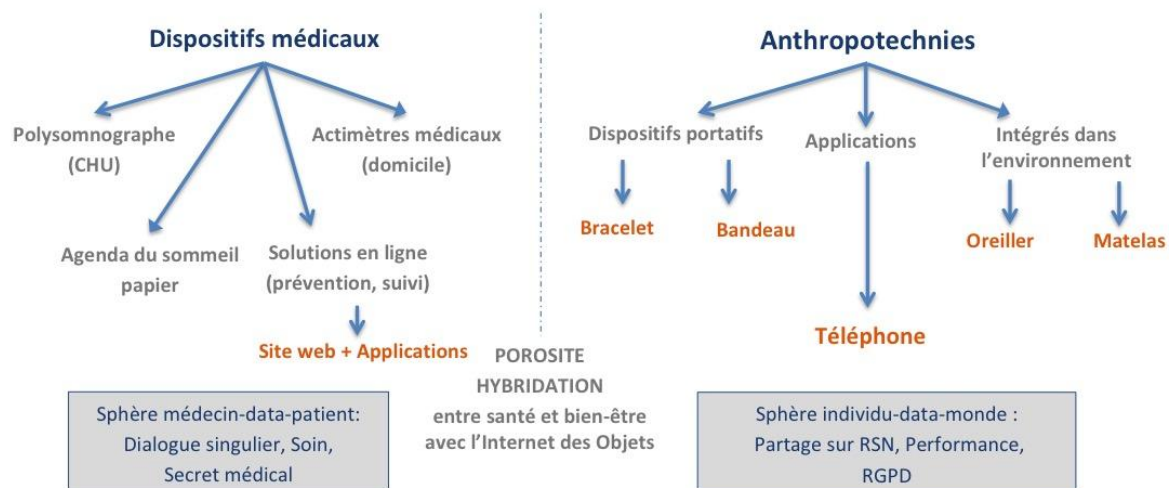 Dispositifs médicaux
Polysomnographe
(CHU)
Actimètres médicaux
(domicile)
Agenda du sommeil
papier
Solutions en ligne
(prévention, suivi)
Site web + Applications
Sphère médecin-data-patient:
Dialogue singulier, Soin,
Secret médical
POROSITE
HYBRIDATION
entre santé et bien-être
avec l’Internet des Objets
Anthropotechnies
Dispositifs portatifs
Applications
Intégrés dans
l’environnement
Bracelet
Bandeau
Oreiller
Matelas
Téléphone
Sphère individu-data-monde :
Partage sur RSN, Performance,
RGPD